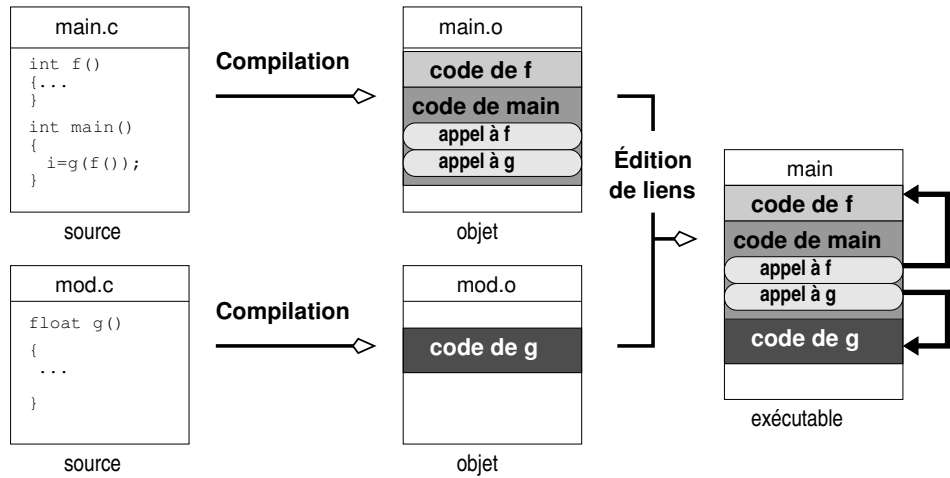 main.c
int f()
{...
}
int main()
{
i=g(f());
}
source
Compilation
main.o
code de f
code de main
appel à f
appel à g
objet
mod.c
float g()
{
...
}
source
Compilation
mod.o
code de g
objet
Édition
de liens
main
code de f
code de main
appel à f
appel à g
code de g
exécutable